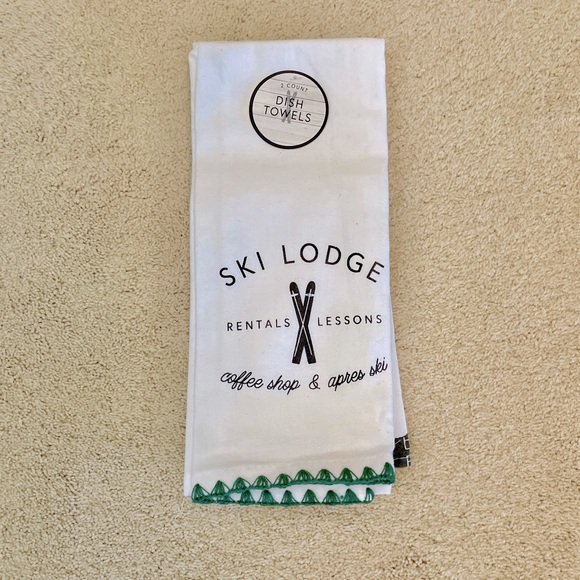 2 COUNT
DISH
TOWELS
SKI LODGE
RENTALS LESSONS
coffee shop & apres ski